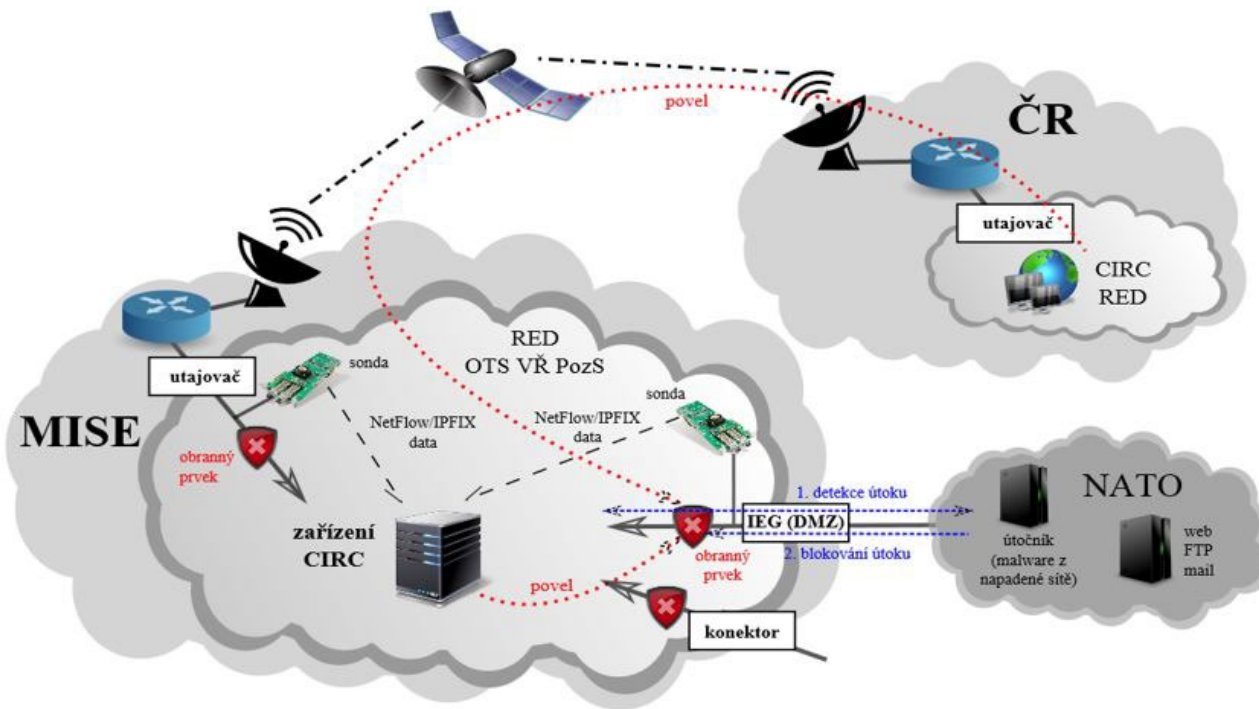 povel
ČR
utajovač
CIRC
RED
RED
OTS VŘ PozS
sonda
utajovač
MISE
NetFlow/IPFIX
data
NetFlow/IPFIX
data
sonda
obranný
prvek
zařízení
CIRC
povel
1. detekce útoku
IEG (DMZ)
2. blokování útoku
obranný
prvek
konektor
NATO
útočník
(malware z
napadené sítě)
web
FTP
mail